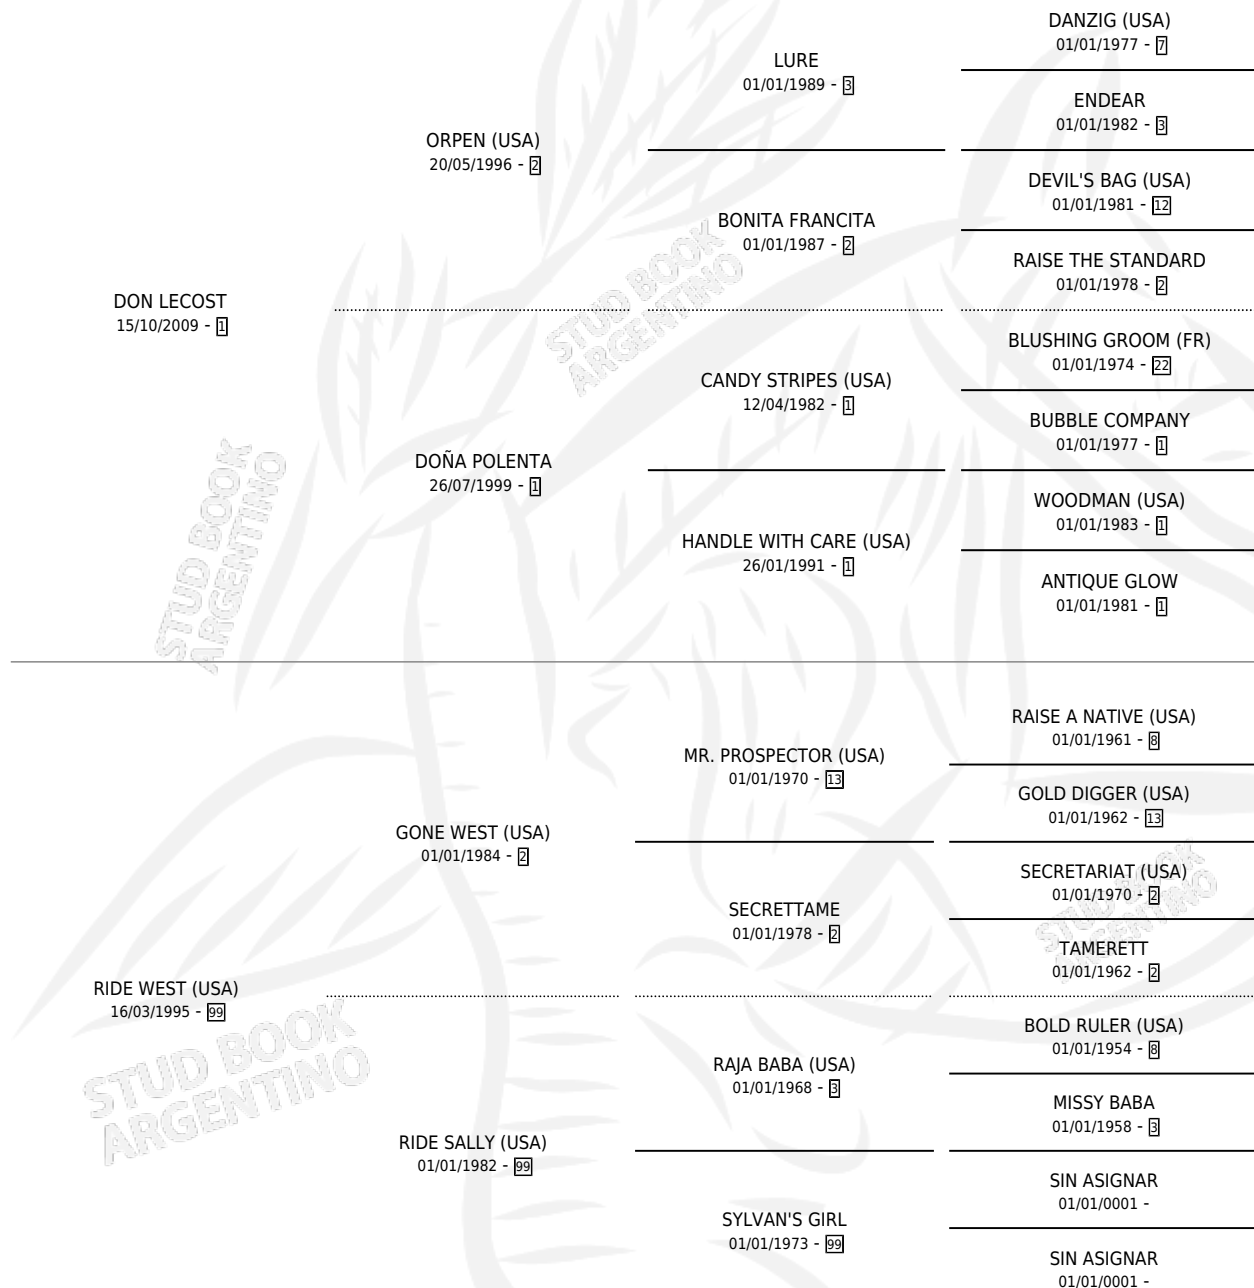 DANZIG (USA)
01/01/1977 - 7
LURE
01/01/1989 - 3
ENDEAR
01/01/1982 - 3
ORPEN (USA)
20/05/1996 - 2
DEVIL'S BAG (USA)
01/01/1981 - 12
BONITA FRANCITA
01/01/1987 - 2
RAISE THE STANDARD
01/01/1978 - 2
DON LECOST
15/10/2009 - 1
BLUSHING GROOM (FR)
01/01/1974 - 22
CANDY STRIPES (USA)
12/04/1982 - 1
BUBBLE COMPANY
01/01/1977 - 1
DOÑA POLENTA
26/07/1999 - 1
WOODMAN (USA)
01/01/1983 - 1
HANDLE WITH CARE (USA)
26/01/1991 - 1
ANTIQUE GLOW
01/01/1981 - 1
RAISE A NATIVE (USA)
01/01/1961 - 8
MR. PROSPECTOR (USA)
01/01/1970 - 13
GOLD DIGGER (USA)
01/01/1962 - 13
GONE WEST (USA)
01/01/1984 - 2
SECRETARIAT (USA)
01/01/1970 - 2
SECRETTAME
01/01/1978 - 2
TAMERETT
01/01/1962 - 2
RIDE WEST (USA)
16/03/1995 - 99
BOLD RULER (USA)
01/01/1954 - 8
RAJA BABA (USA)
01/01/1968 - 3
MISSY BABA
01/01/1958 - 3
RIDE SALLY (USA)
01/01/1982 - 99
SIN ASIGNAR
01/01/0001 -
SYLVAN'S GIRL
01/01/1973 - 99
SIN ASIGNAR
01/01/0001 -
STUD BOOK
ARGENTINO
STUD BOOK
ARGENTINO
STUD BOOK
ARGENTINO
STUD BOOK
ARGENTINO